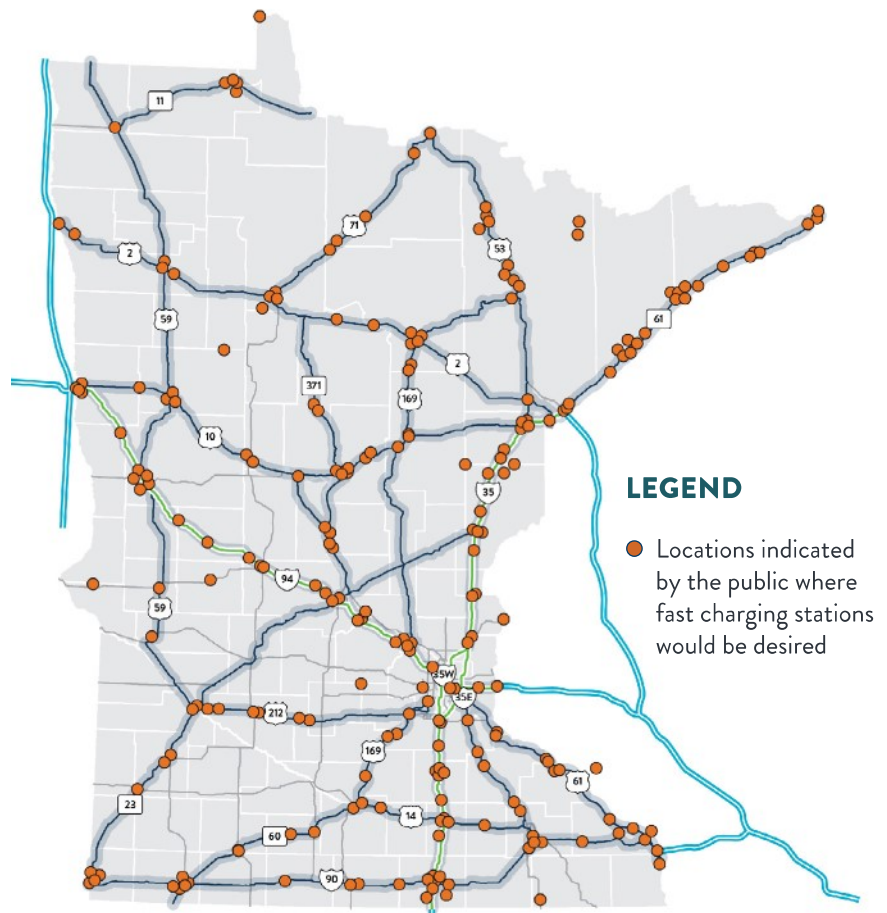 11
71
2
53
59
61
2
371
169
10
LEGEND
35
Locations indicated
by the public where
fast charging stations
would be desired
94
59
35W
35E
212
169
61
23
14
60
90